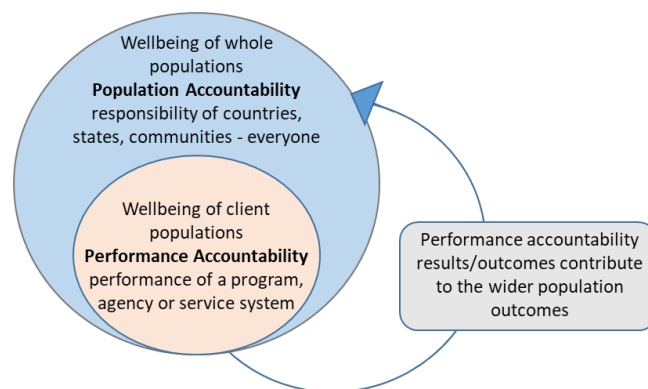 Wellbeing of whole
populations
Population Accountability
responsibility of countries,
states, communities - everyone
Wellbeing of client
populations
Performance Accountability
performance of a program,
agency or service system
Performance accountability
results/outcomes contribute
to the wider population
outcomes